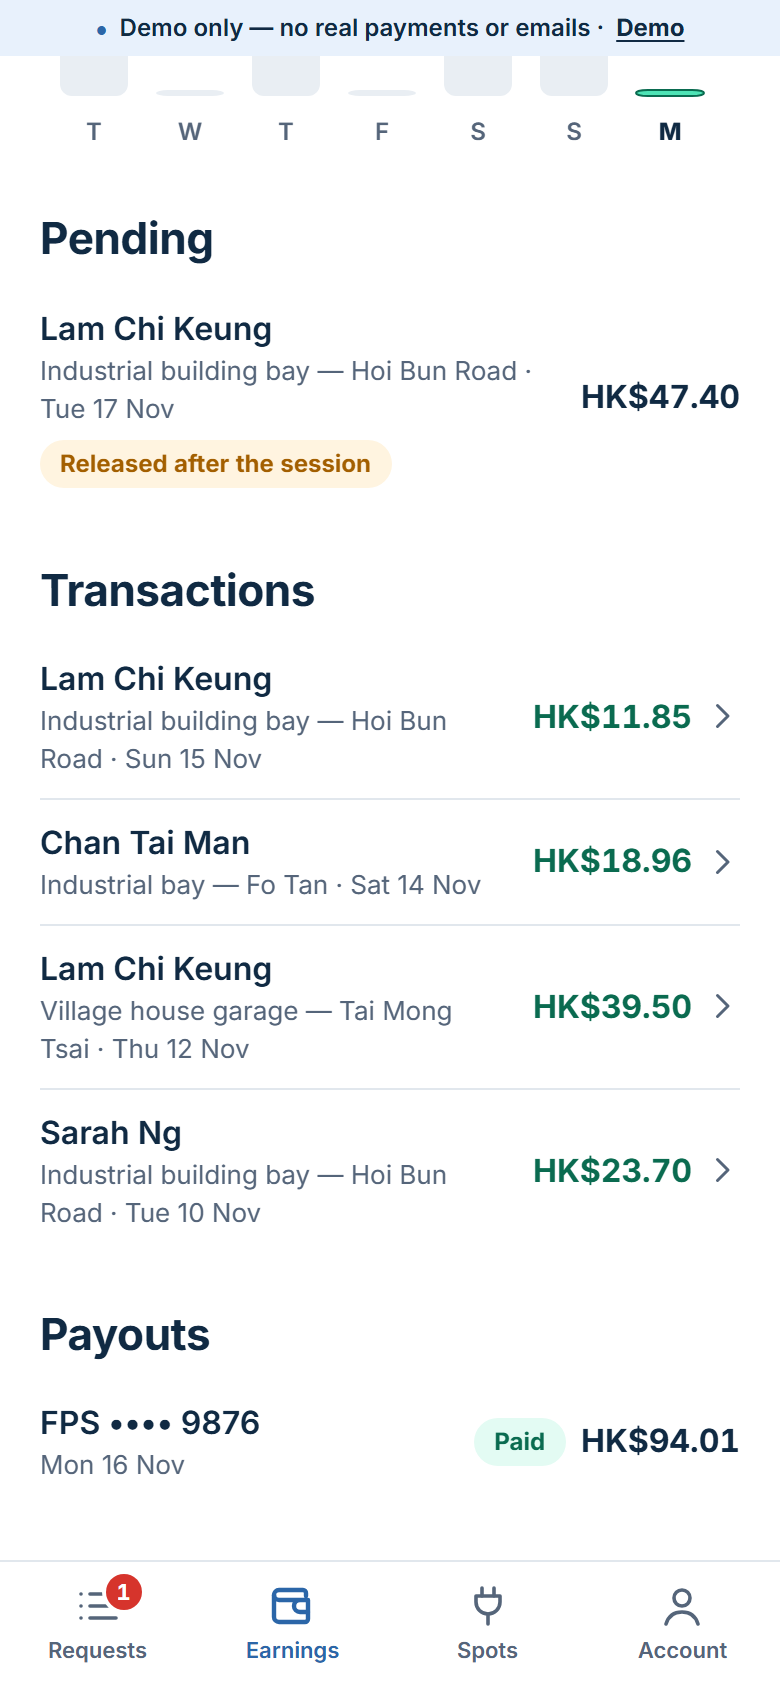 Demo only — no real payments or emails · Demo
T W T F S S M
Pending
Lam Chi Keung
Industrial building bay — Hoi Bun Road ·
Tue 17 Nov
HK$47.40
Released after the session
Transactions
Lam Chi Keung
Industrial building bay — Hoi Bun
Road · Sun 15 Nov
HK$11.85
Chan Tai Man
Industrial bay — Fo Tan · Sat 14 Nov
HK$18.96
Lam Chi Keung
Village house garage — Tai Mong
Tsai · Thu 12 Nov
HK$39.50
Sarah Ng
Industrial building bay — Hoi Bun
Road · Tue 10 Nov
HK$23.70
Payouts
FPS •••• 9876
Mon 16 Nov
Paid HK$94.01
1
Requests Earnings Spots Account